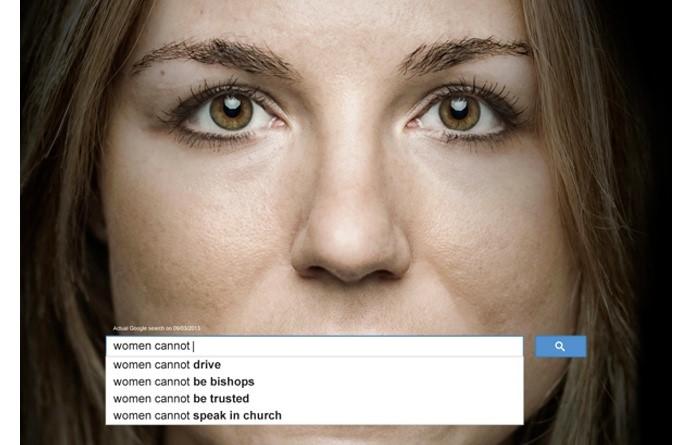 Actual Google search on 09/03/2013
women cannot
women cannot drive
women cannot be bishops
women cannot be trusted
women cannot speak in church